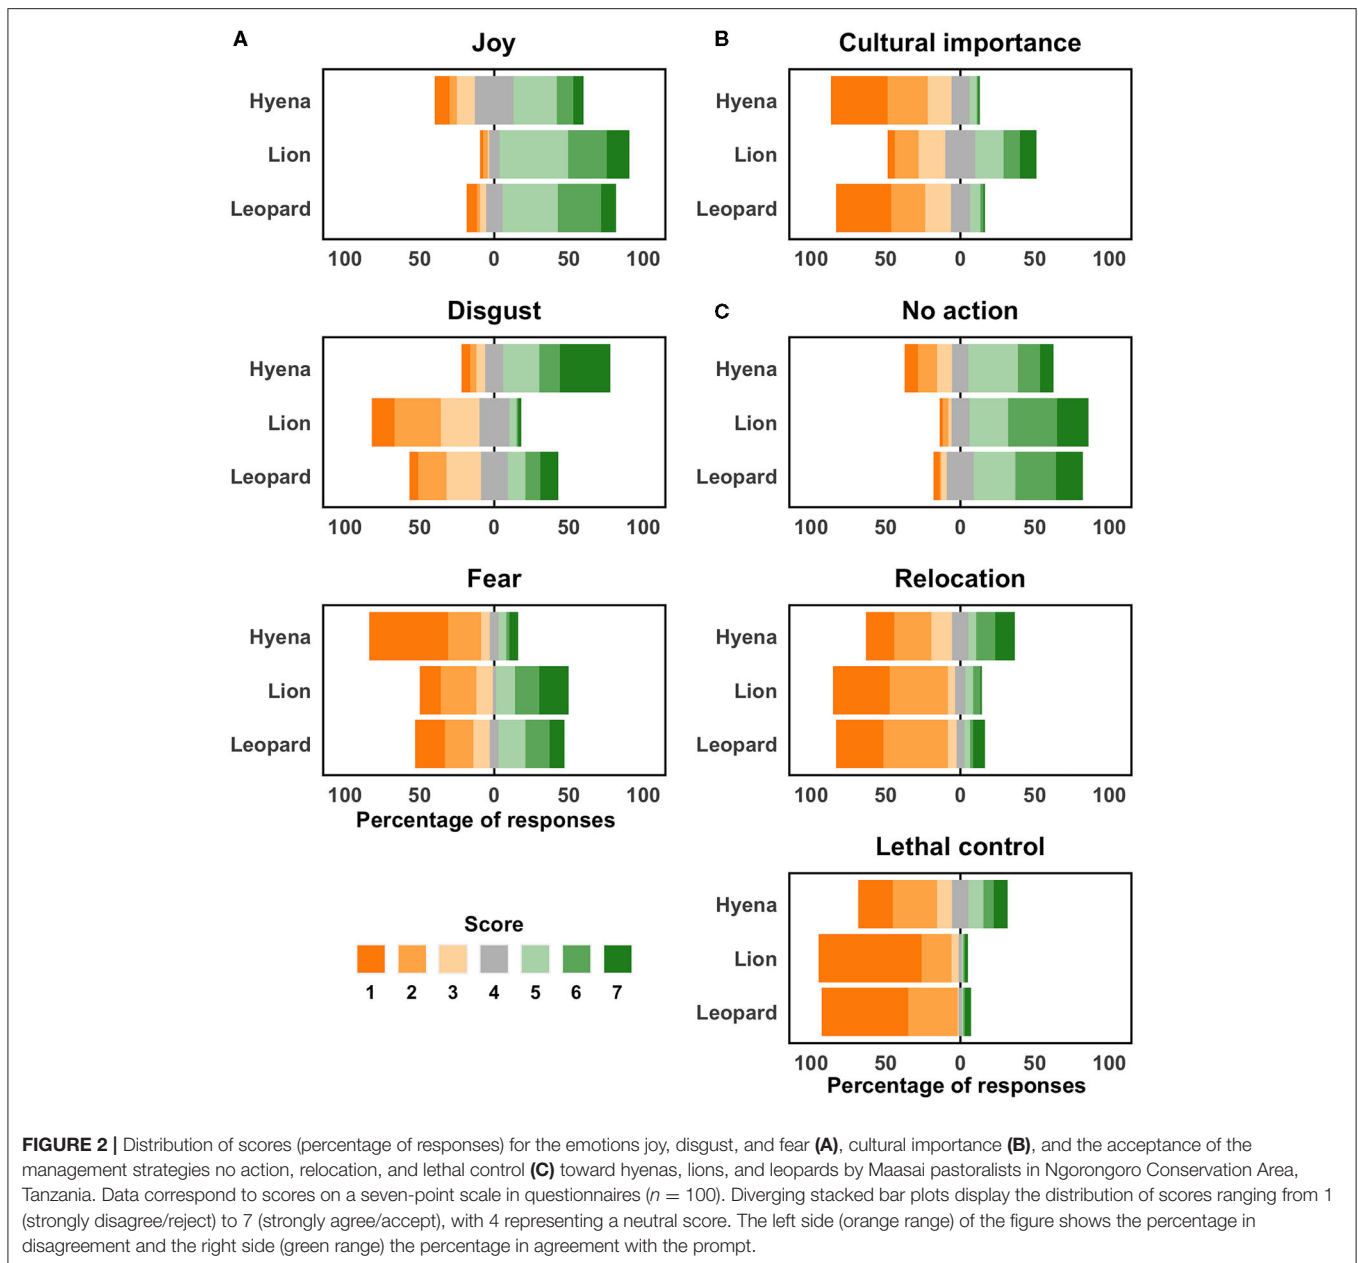 A
Joy
Hyena
Lion
Leopard
100 50 0 50 100
Disgust
Hyena
Lion
Leopard
100 50 0 50 100
Fear
Hyena
Lion
Leopard
100 50 0 50 100
Percentage of responses
Score
1 2 3 4 5 6 7
B
Cultural importance
Hyena
Lion
Leopard
100 50 0 50 100
C
No action
Hyena
Lion
Leopard
100 50 0 50 100
Relocation
Hyena
Lion
Leopard
100 50 0 50 100
Lethal control
Hyena
Lion
Leopard
100 50 0 50 100
Percentage of responses
FIGURE 2 | Distribution of scores (percentage of responses) for the emotions joy, disgust, and fear (A), cultural importance (B), and the acceptance of the
management strategies no action, relocation, and lethal control (C) toward hyenas, lions, and leopards by Maasai pastoralists in Ngorongoro Conservation Area,
Tanzania. Data correspond to scores on a seven-point scale in questionnaires (n = 100). Diverging stacked bar plots display the distribution of scores ranging from 1
(strongly disagree/reject) to 7 (strongly agree/accept), with 4 representing a neutral score. The left side (orange range) of the figure shows the percentage in
disagreement and the right side (green range) the percentage in agreement with the prompt.